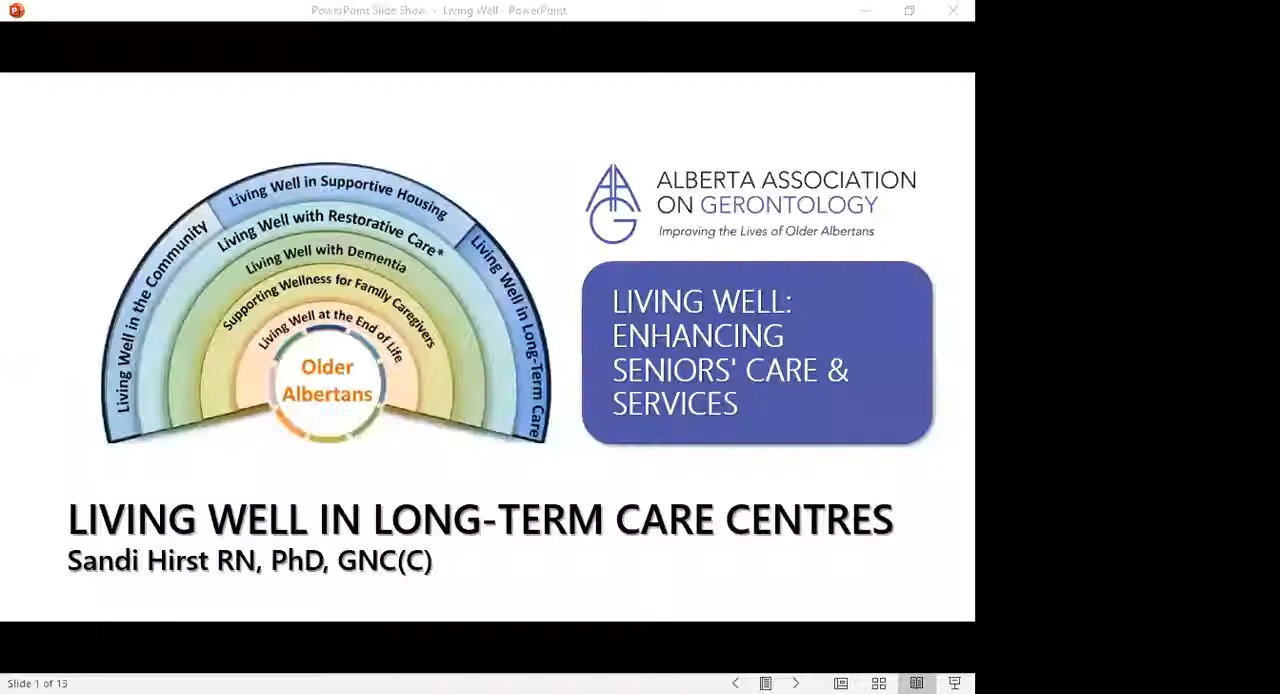 PowerPoint Slide Show - Living Well - PowerPoint
Living Well in the Community
Living Well in Supportive Housing
Living Well in Long-Term Care
Living Well with Restorative Care*
Living Well with Dementia
Supporting Wellness for Family Caregivers
Living Well at the End of Life
Older
Albertans
ALBERTA ASSOCIATION
ON GERONTOLOGY
Improving the Lives of Older Albertans
LIVING WELL:
ENHANCING
SENIORS' CARE &
SERVICES
LIVING WELL IN LONG-TERM CARE CENTRES
Sandi Hirst RN, PhD, GNC(C)
Slide 1 of 13